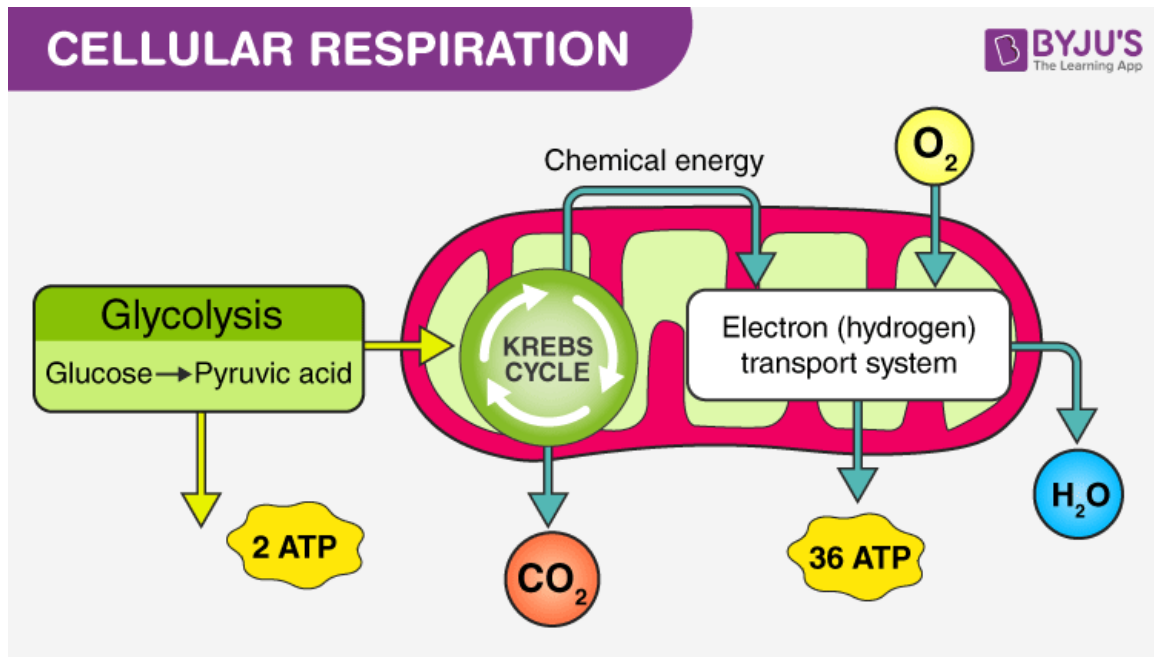 CELLULAR RESPIRATION
BYJU'S
The Learning App
Chemical energy
O₂
Glycolysis
Glucose→Pyruvic acid
KREBS
CYCLE
Electron (hydrogen)
transport system
2 ATP
CO₂
36 ATP
H₂O